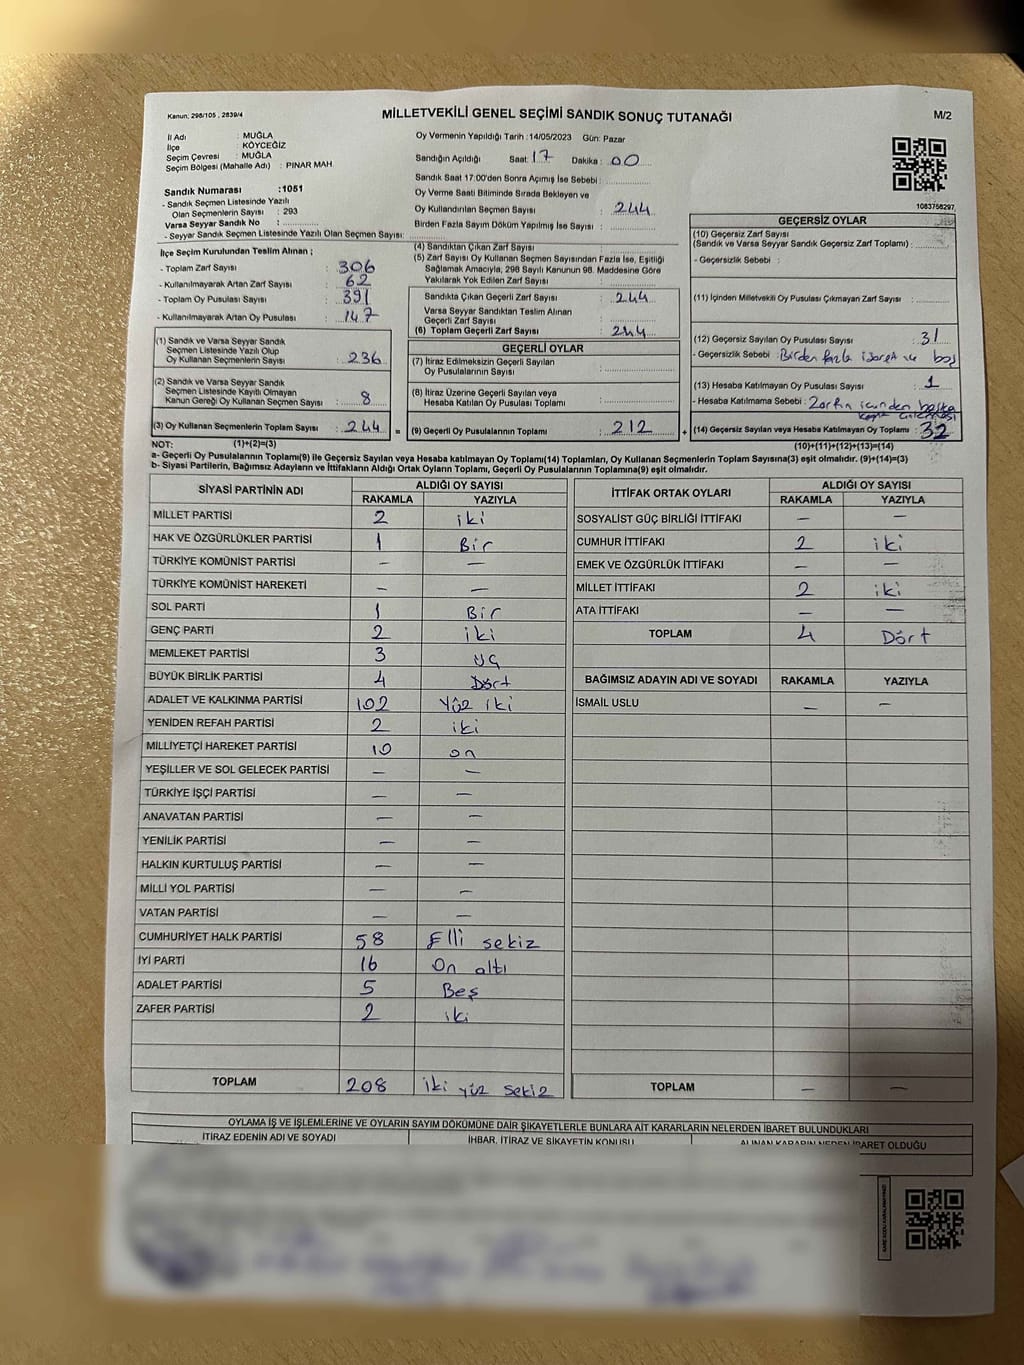 Kanun: 298/105 , 2839/4
MİLLETVEKİLİ GENEL SEÇİMİ SANDIK SONUÇ TUTANAĞI
M/2
İl Adı : MUĞLA
İlçe : KÖYCEĞİZ
Seçim Çevresi : MUĞLA
Seçim Bölgesi (Mahalle Adı) : PINAR MAH.
Sandık Numarası :1051
- Sandık Seçmen Listesinde Yazılı
Olan Seçmenlerin Sayısı : 293
Varsa Seyyar Sandık No :
- Seyyar Sandık Seçmen Listesinde Yazılı Olan Seçmen Sayısı:
Oy Vermenin Yapıldığı Tarih :14/05/2023 Gün: Pazar
Sandığın Açıldığı Saat: 17 Dakika : 00
Sandık Saat 17:00'den Sonra Açımış İse Sebebi :
Oy Verme Saati Bitiminde Sırada Bekleyen ve
Oy Kullandırılan Seçmen Sayısı : 244
Birden Fazla Sayım Döküm Yapılmış İse Sayısı :
1083756297
İlçe Seçim Kurulundan Teslim Alınan ;
- Toplam Zarf Sayısı : 306
- Kullanılmayarak Artan Zarf Sayısı : 62
- Toplam Oy Pusulası Sayısı : 391
- Kullanılmayarak Artan Oy Pusulası : 147
(1) Sandık ve Varsa Seyyar Sandık
Seçmen Listesinde Yazılı Olup
Oy Kullanan Seçmenlerin Sayısı : 236
(2) Sandık ve Varsa Seyyar Sandık
Seçmen Listesinde Kayıtlı Olmayan
Kanun Gereği Oy Kullanan Seçmen Sayısı : 8
(3) Oy Kullanan Seçmenlerin Toplam Sayısı : 244 =
(4) Sandıktan Çıkan Zarf Sayısı :
(5) Zarf Sayısı Oy Kullanan Seçmen Sayısından Fazla İse, Eşitliği
Sağlamak Amacıyla, 298 Sayılı Kanunun 98. Maddesine Göre
Yakılarak Yok Edilen Zarf Sayısı :
Sandıkta Çıkan Geçerli Zarf Sayısı : 244
Varsa Seyyar Sandıktan Teslim Alınan
Geçerli Zarf Sayısı :
(6) Toplam Geçerli Zarf Sayısı : 244
GEÇERLİ OYLAR
(7) İtiraz Edilmeksizin Geçerli Sayılan
Oy Pusulalarının Sayısı :
(8) İtiraz Üzerine Geçerli Sayılan veya
Hesaba Katılan Oy Pusulası Toplamı :
(9) Geçerli Oy Pusulalarının Toplamı : 212 +
GEÇERSİZ OYLAR
(10) Geçersiz Zarf Sayısı
(Sandık ve Varsa Seyyar Sandık Geçersiz Zarf Toplamı) :
- Geçersizlik Sebebi :
(11) İçinden Milletvekili Oy Pusulası Çıkmayan Zarf Sayısı :
(12) Geçersiz Sayılan Oy Pusulası Sayısı : 31
- Geçersizlik Sebebi : Birden fazla işaret ve boş
(13) Hesaba Katılmayan Oy Pusulası Sayısı : 1
- Hesaba Katılmama Sebebi : Zarfın içinden başka
(14) Geçersiz Sayılan veya Hesaba Katılmayan Oy Toplamı : 32
NOT: (1)+(2)=(3) (10)+(11)+(12)+(13)=(14)
a- Geçerli Oy Pusulalarının Toplamı(9) ile Geçersiz Sayılan veya Hesaba katılmayan Oy Toplamı(14) Toplamları, Oy Kullanan Seçmenlerin Toplam Sayısına(3) eşit olmalıdır. (9)+(14)=(3)
b- Siyasi Partilerin, Bağımsız Adayların ve İttifakların Aldığı Ortak Oyların Toplamı, Geçerli Oy Pusulalarının Toplamına(9) eşit olmalıdır.
SİYASİ PARTİNİN ADI ALDIĞI OY SAYISI
RAKAMLA YAZIYLA
MİLLET PARTİSİ 2 iki
HAK VE ÖZGÜRLÜKLER PARTİSİ 1 Bir
TÜRKİYE KOMÜNİST PARTİSİ — —
TÜRKİYE KOMÜNİST HAREKETİ — —
SOL PARTİ 1 Bir
GENÇ PARTİ 2 iki
MEMLEKET PARTİSİ 3 üç
BÜYÜK BİRLİK PARTİSİ 4 Dört
ADALET VE KALKINMA PARTİSİ 102 Yüz iki
YENİDEN REFAH PARTİSİ 2 iki
MİLLİYETÇİ HAREKET PARTİSİ 10 on
YEŞİLLER VE SOL GELECEK PARTİSİ — —
TÜRKİYE İŞÇİ PARTİSİ — —
ANAVATAN PARTİSİ — —
YENİLİK PARTİSİ — —
HALKIN KURTULUŞ PARTİSİ — —
MİLLİ YOL PARTİSİ — —
VATAN PARTİSİ — —
CUMHURİYET HALK PARTİSİ 58 Elli sekiz
İYİ PARTİ 16 On altı
ADALET PARTİSİ 5 Beş
ZAFER PARTİSİ 2 iki
TOPLAM 208 iki yüz sekiz
İTTİFAK ORTAK OYLARI ALDIĞI OY SAYISI
RAKAMLA YAZIYLA
SOSYALİST GÜÇ BİRLİĞİ İTTİFAKI — —
CUMHUR İTTİFAKI 2 iki
EMEK VE ÖZGÜRLÜK İTTİFAKI — —
MİLLET İTTİFAKI 2 iki
ATA İTTİFAKI — —
TOPLAM 4 Dört
BAĞIMSIZ ADAYIN ADI VE SOYADI RAKAMLA YAZIYLA
İSMAİL USLU — —
TOPLAM — —
OYLAMA İŞ VE İŞLEMLERİNE VE OYLARIN SAYIM DÖKÜMÜNE DAİR ŞİKAYETLERLE BUNLARA AİT KARARLARIN NELERDEN İBARET BULUNDUKLARI
İTİRAZ EDENİN ADI VE SOYADI İHBAR, İTİRAZ VE ŞİKAYETİN KONUSU ALINAN KARARIN NEDEN İBARET OLDUĞU